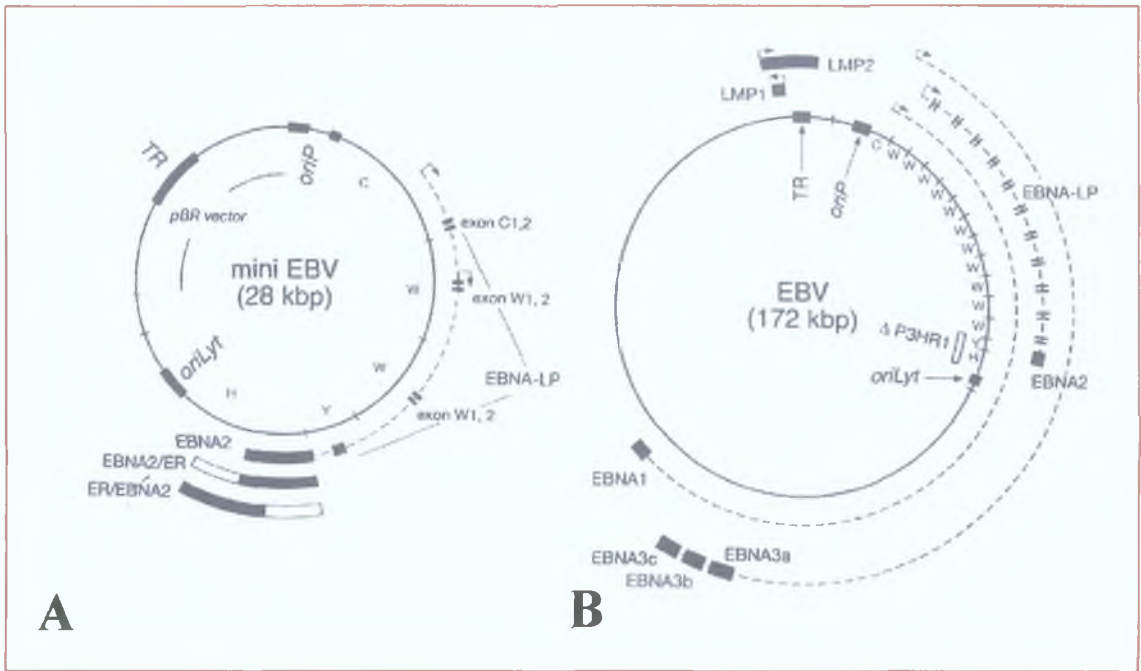 TR
oriP
C
pBR vector
exon C1,2
mini EBV
(28 kbp)
W
exon W1, 2
EBNA-LP
W
oriLyt
H
Y
exon W1, 2
EBNA2
EBNA2/ER
ER/EBNA2
A
LMP2
LMP1
TR
oriP
C
W
W
W
W
W
W
W
W
W
W
EBNA-LP
EBV
(172 kbp)
Δ P3HR1
oriLyt
EBNA2
EBNA1
EBNA3c
EBNA3b
EBNA3a
B